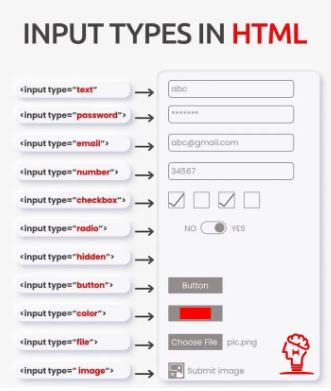 INPUT TYPES IN HTML
<input type="text" abc
<input type="password"> *******
<input type="email"> abc@gmail.com
<input type="number"> 34567
<input type="checkbox">
<input type="radio"> NO YES
<input type="hidden">
<input type="button"> Button
<input type="color">
<input type="file"> Choose File pic.png
<input type=" image"> Submit image